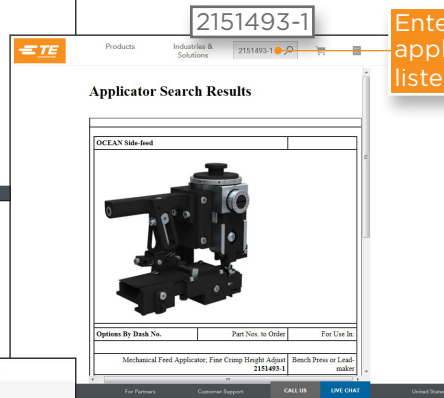 2151493-1
Ente
appl
liste
TE
Products
Industries &
Solutions
2151493-1
Applicator Search Results
OCEAN Side-feed
Options By Dash No.
Part Nos. to Order
For Use In:
Mechanical Feed Applicator; Fine Crimp Height Adjust
2151493-1
Bench Press or Lead-
maker
For Partners
Customer Support
CALL US
LIVE CHAT
United State